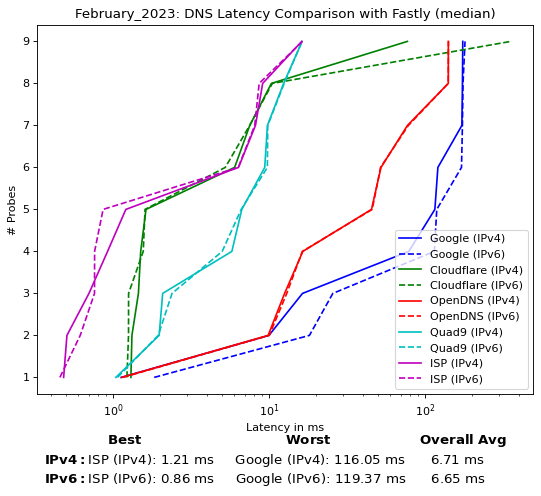 February_2023: DNS Latency Comparison with Fastly (median)
9
8
7
6
5
4
3
2
1
# Probes
Google (IPv4)
Google (IPv6)
Cloudflare (IPv4)
Cloudflare (IPv6)
OpenDNS (IPv4)
OpenDNS (IPv6)
Quad9 (IPv4)
Quad9 (IPv6)
ISP (IPv4)
ISP (IPv6)
10⁰ 10¹ 10²
Latency in ms
Best Worst Overall Avg
IPv4: ISP (IPv4): 1.21 ms Google (IPv4): 116.05 ms 6.71 ms
IPv6: ISP (IPv6): 0.86 ms Google (IPv6): 119.37 ms 6.65 ms